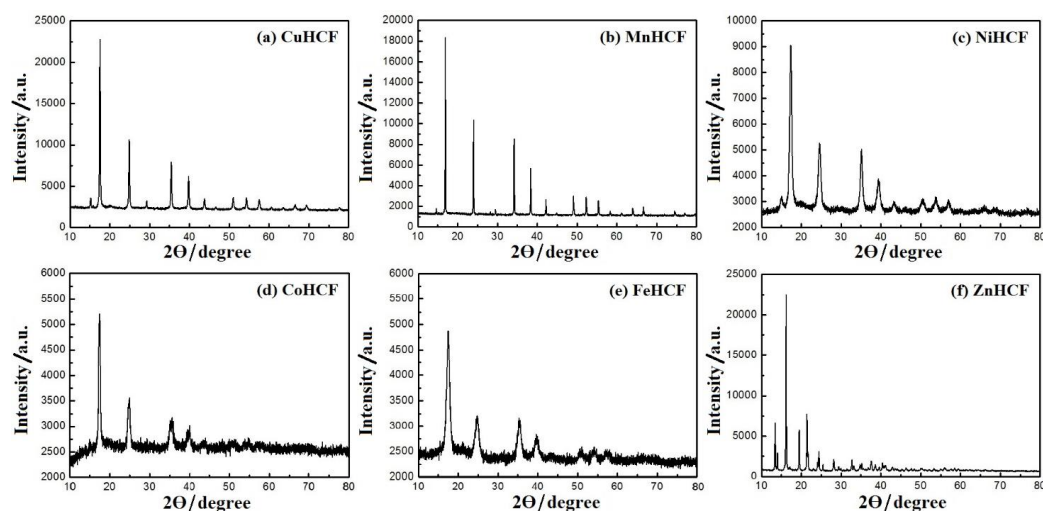 (a) CuHCF
25000
20000
15000
10000
5000
0
10 20 30 40 50 60 70 80
Intensity/a.u.
2Θ/degree
(b) MnHCF
20000
18000
16000
14000
12000
10000
8000
6000
4000
2000
0
10 20 30 40 50 60 70 80
Intensity/a.u.
2Θ/degree
(c) NiHCF
10000
9000
8000
7000
6000
5000
4000
3000
2000
10 20 30 40 50 60 70 80
Intensity/a.u.
2Θ/degree
(d) CoHCF
6000
5500
5000
4500
4000
3500
3000
2500
2000
10 20 30 40 50 60 70 80
Intensity/a.u.
2Θ/degree
(e) FeHCF
6000
5500
5000
4500
4000
3500
3000
2500
2000
10 20 30 40 50 60 70 80
Intensity/a.u.
2Θ/degree
(f) ZnHCF
25000
20000
15000
10000
5000
0
10 20 30 40 50 60 70 80
Intensity/a.u.
2Θ/degree